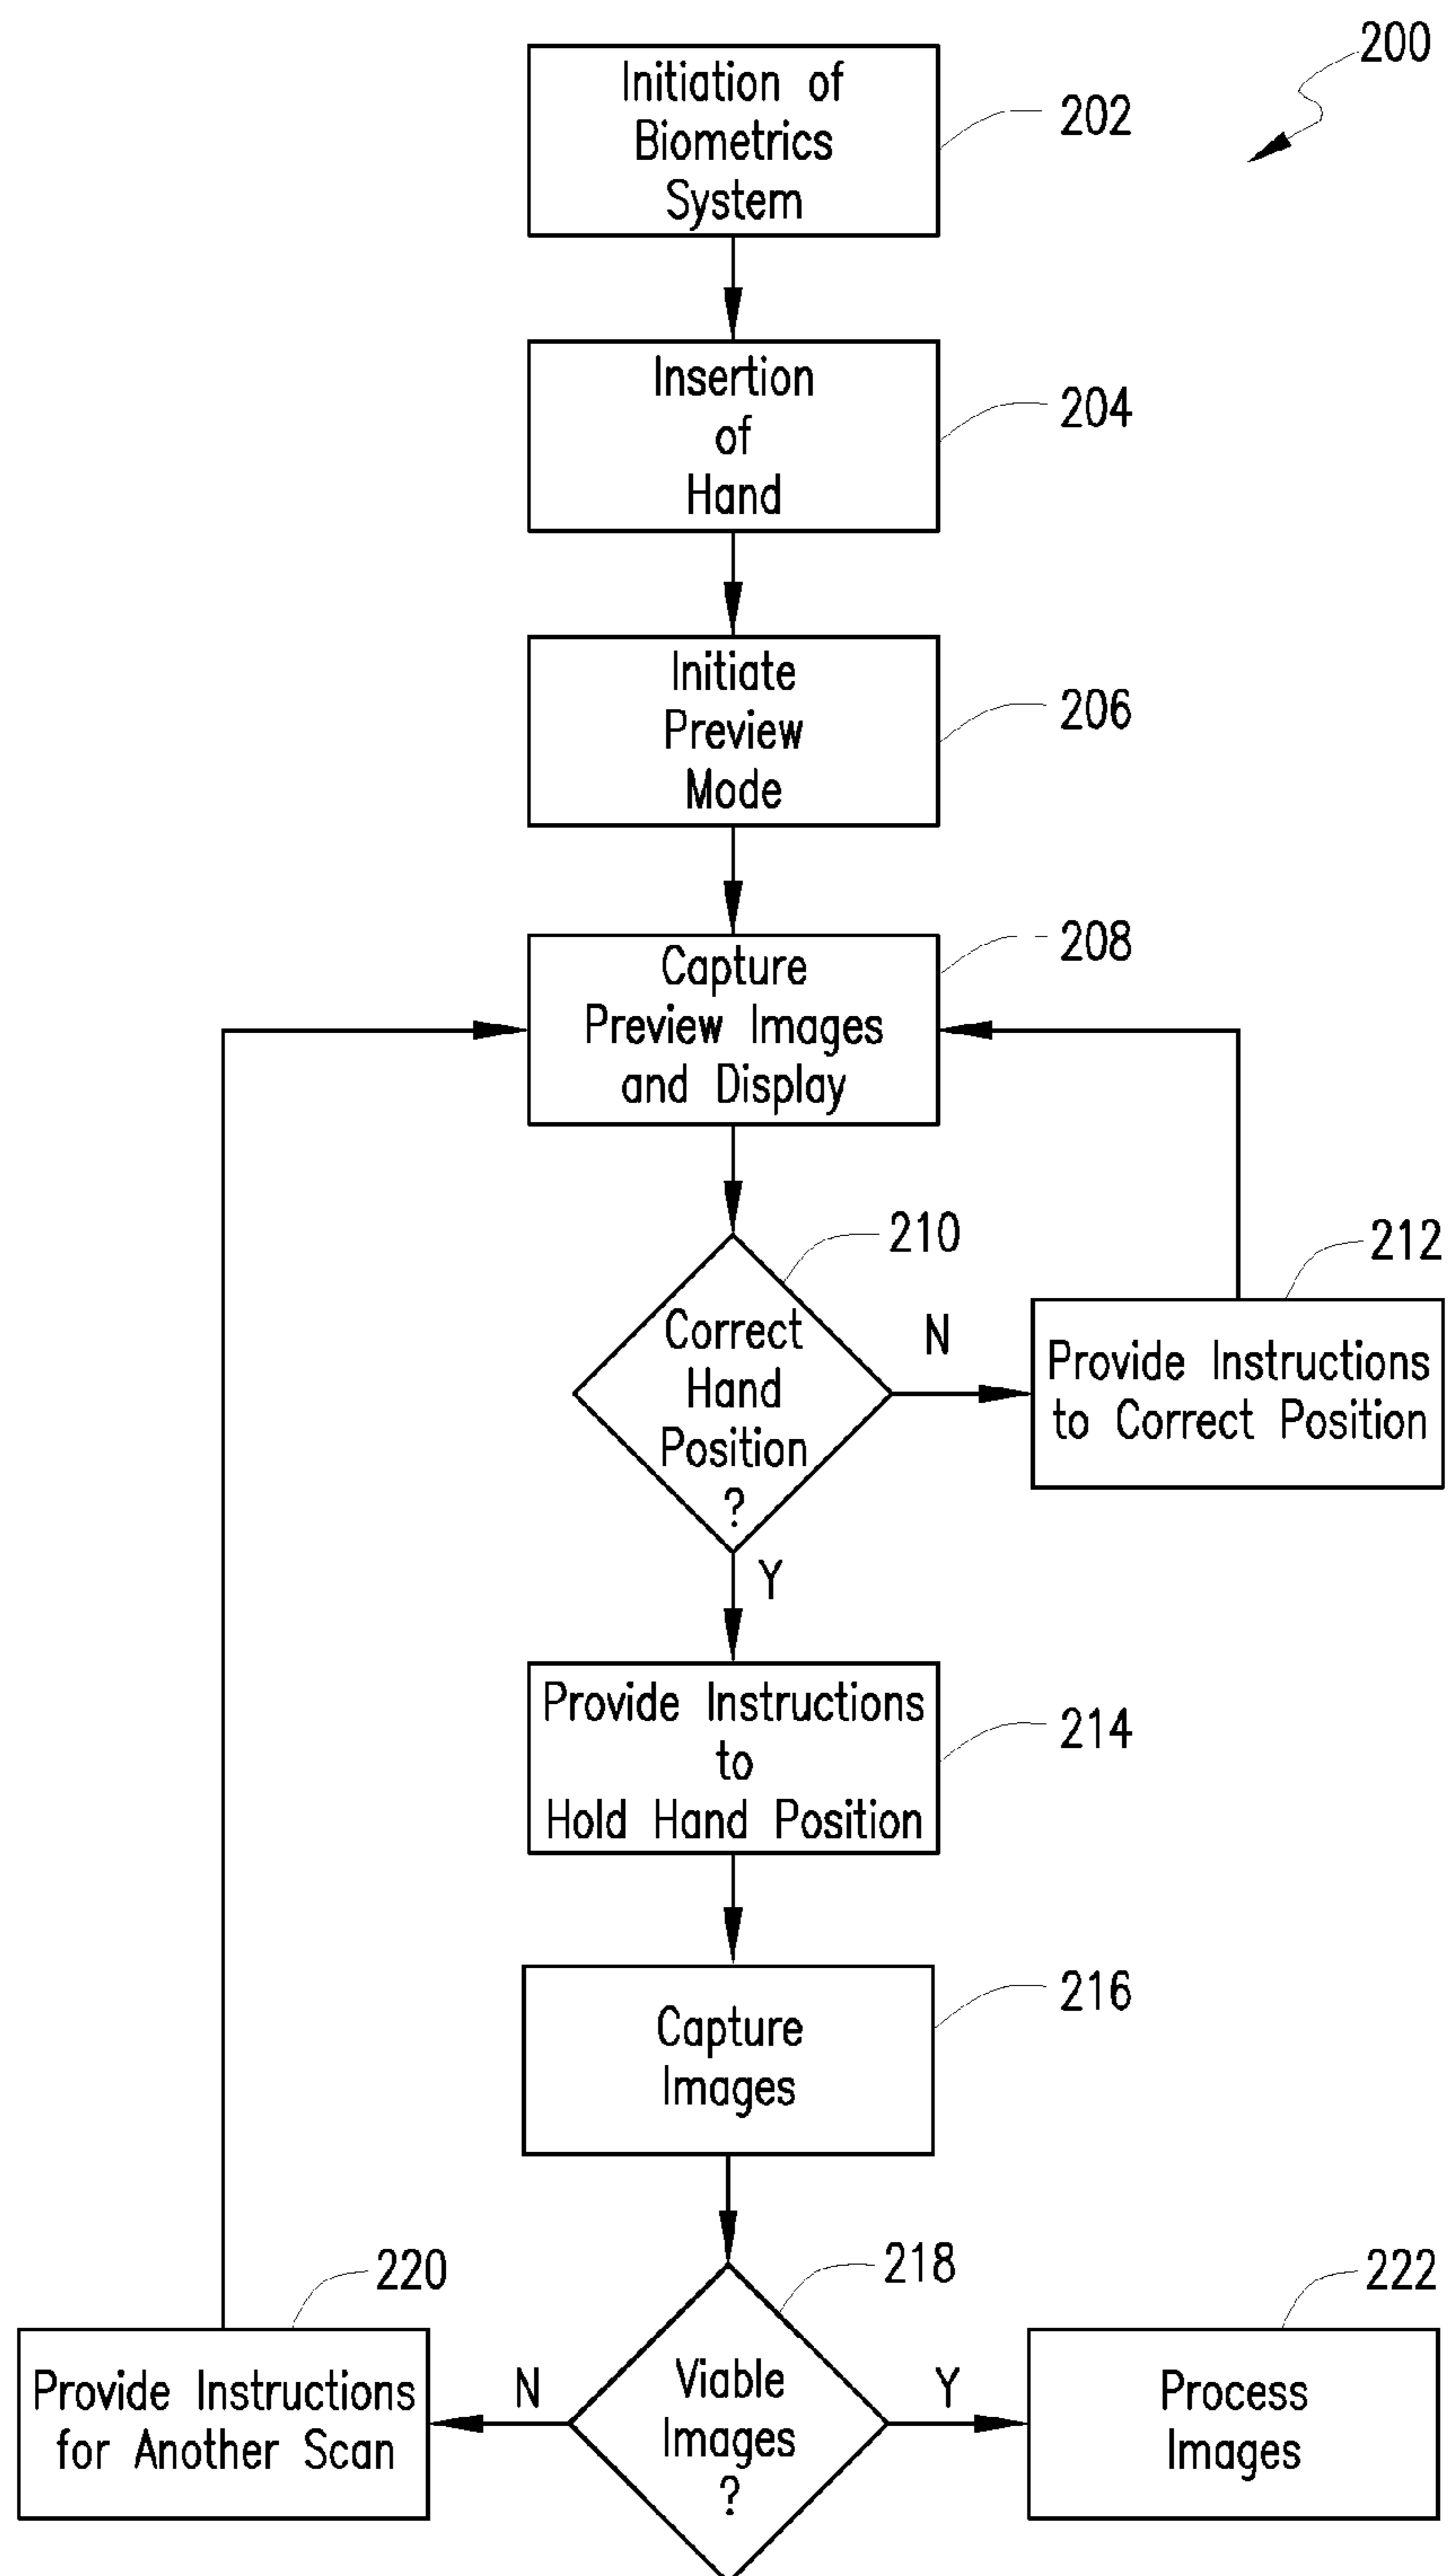 200
Initiation of
Biometrics
System
202
Insertion
of
Hand
204
Initiate
Preview
Mode
206
Capture
Preview Images
and Display
208
Correct
Hand
Position
?
210
N
Provide Instructions
to Correct Position
212
Y
Provide Instructions
to
Hold Hand Position
214
Capture
Images
216
Viable
Images
?
218
N
Provide Instructions
for Another Scan
220
Y
Process
Images
222